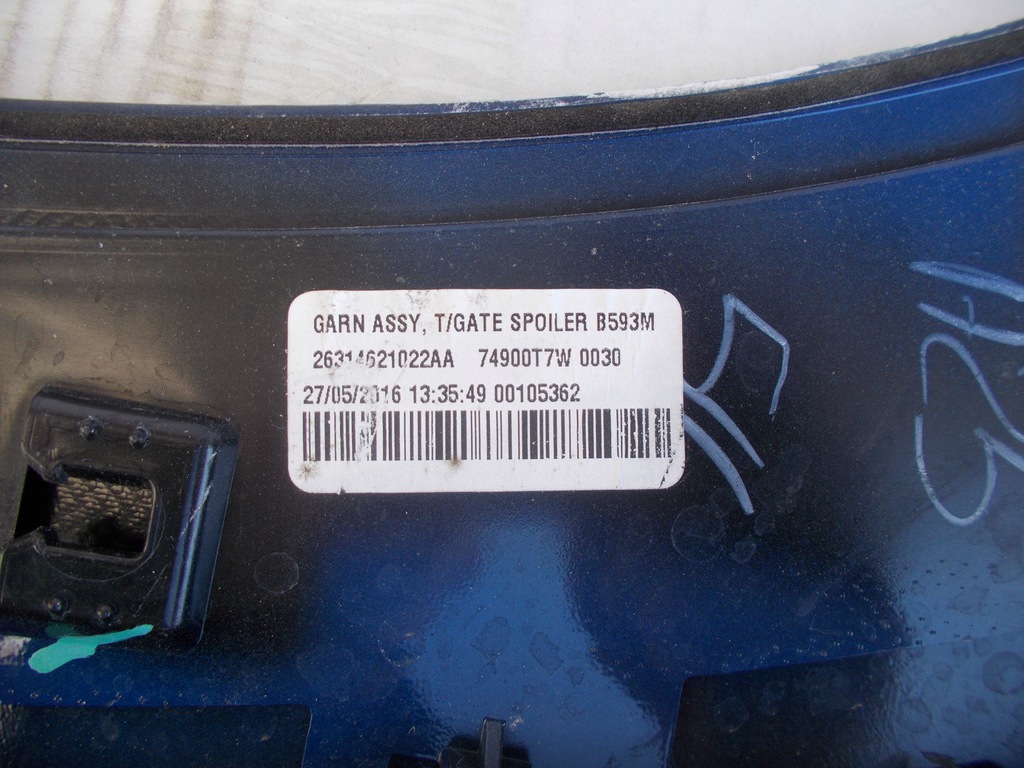 GARN ASSY, T/GATE SPOILER B593M
26314621022AA 74900T7W 0030
27/05/2016 13:35:49 00105362